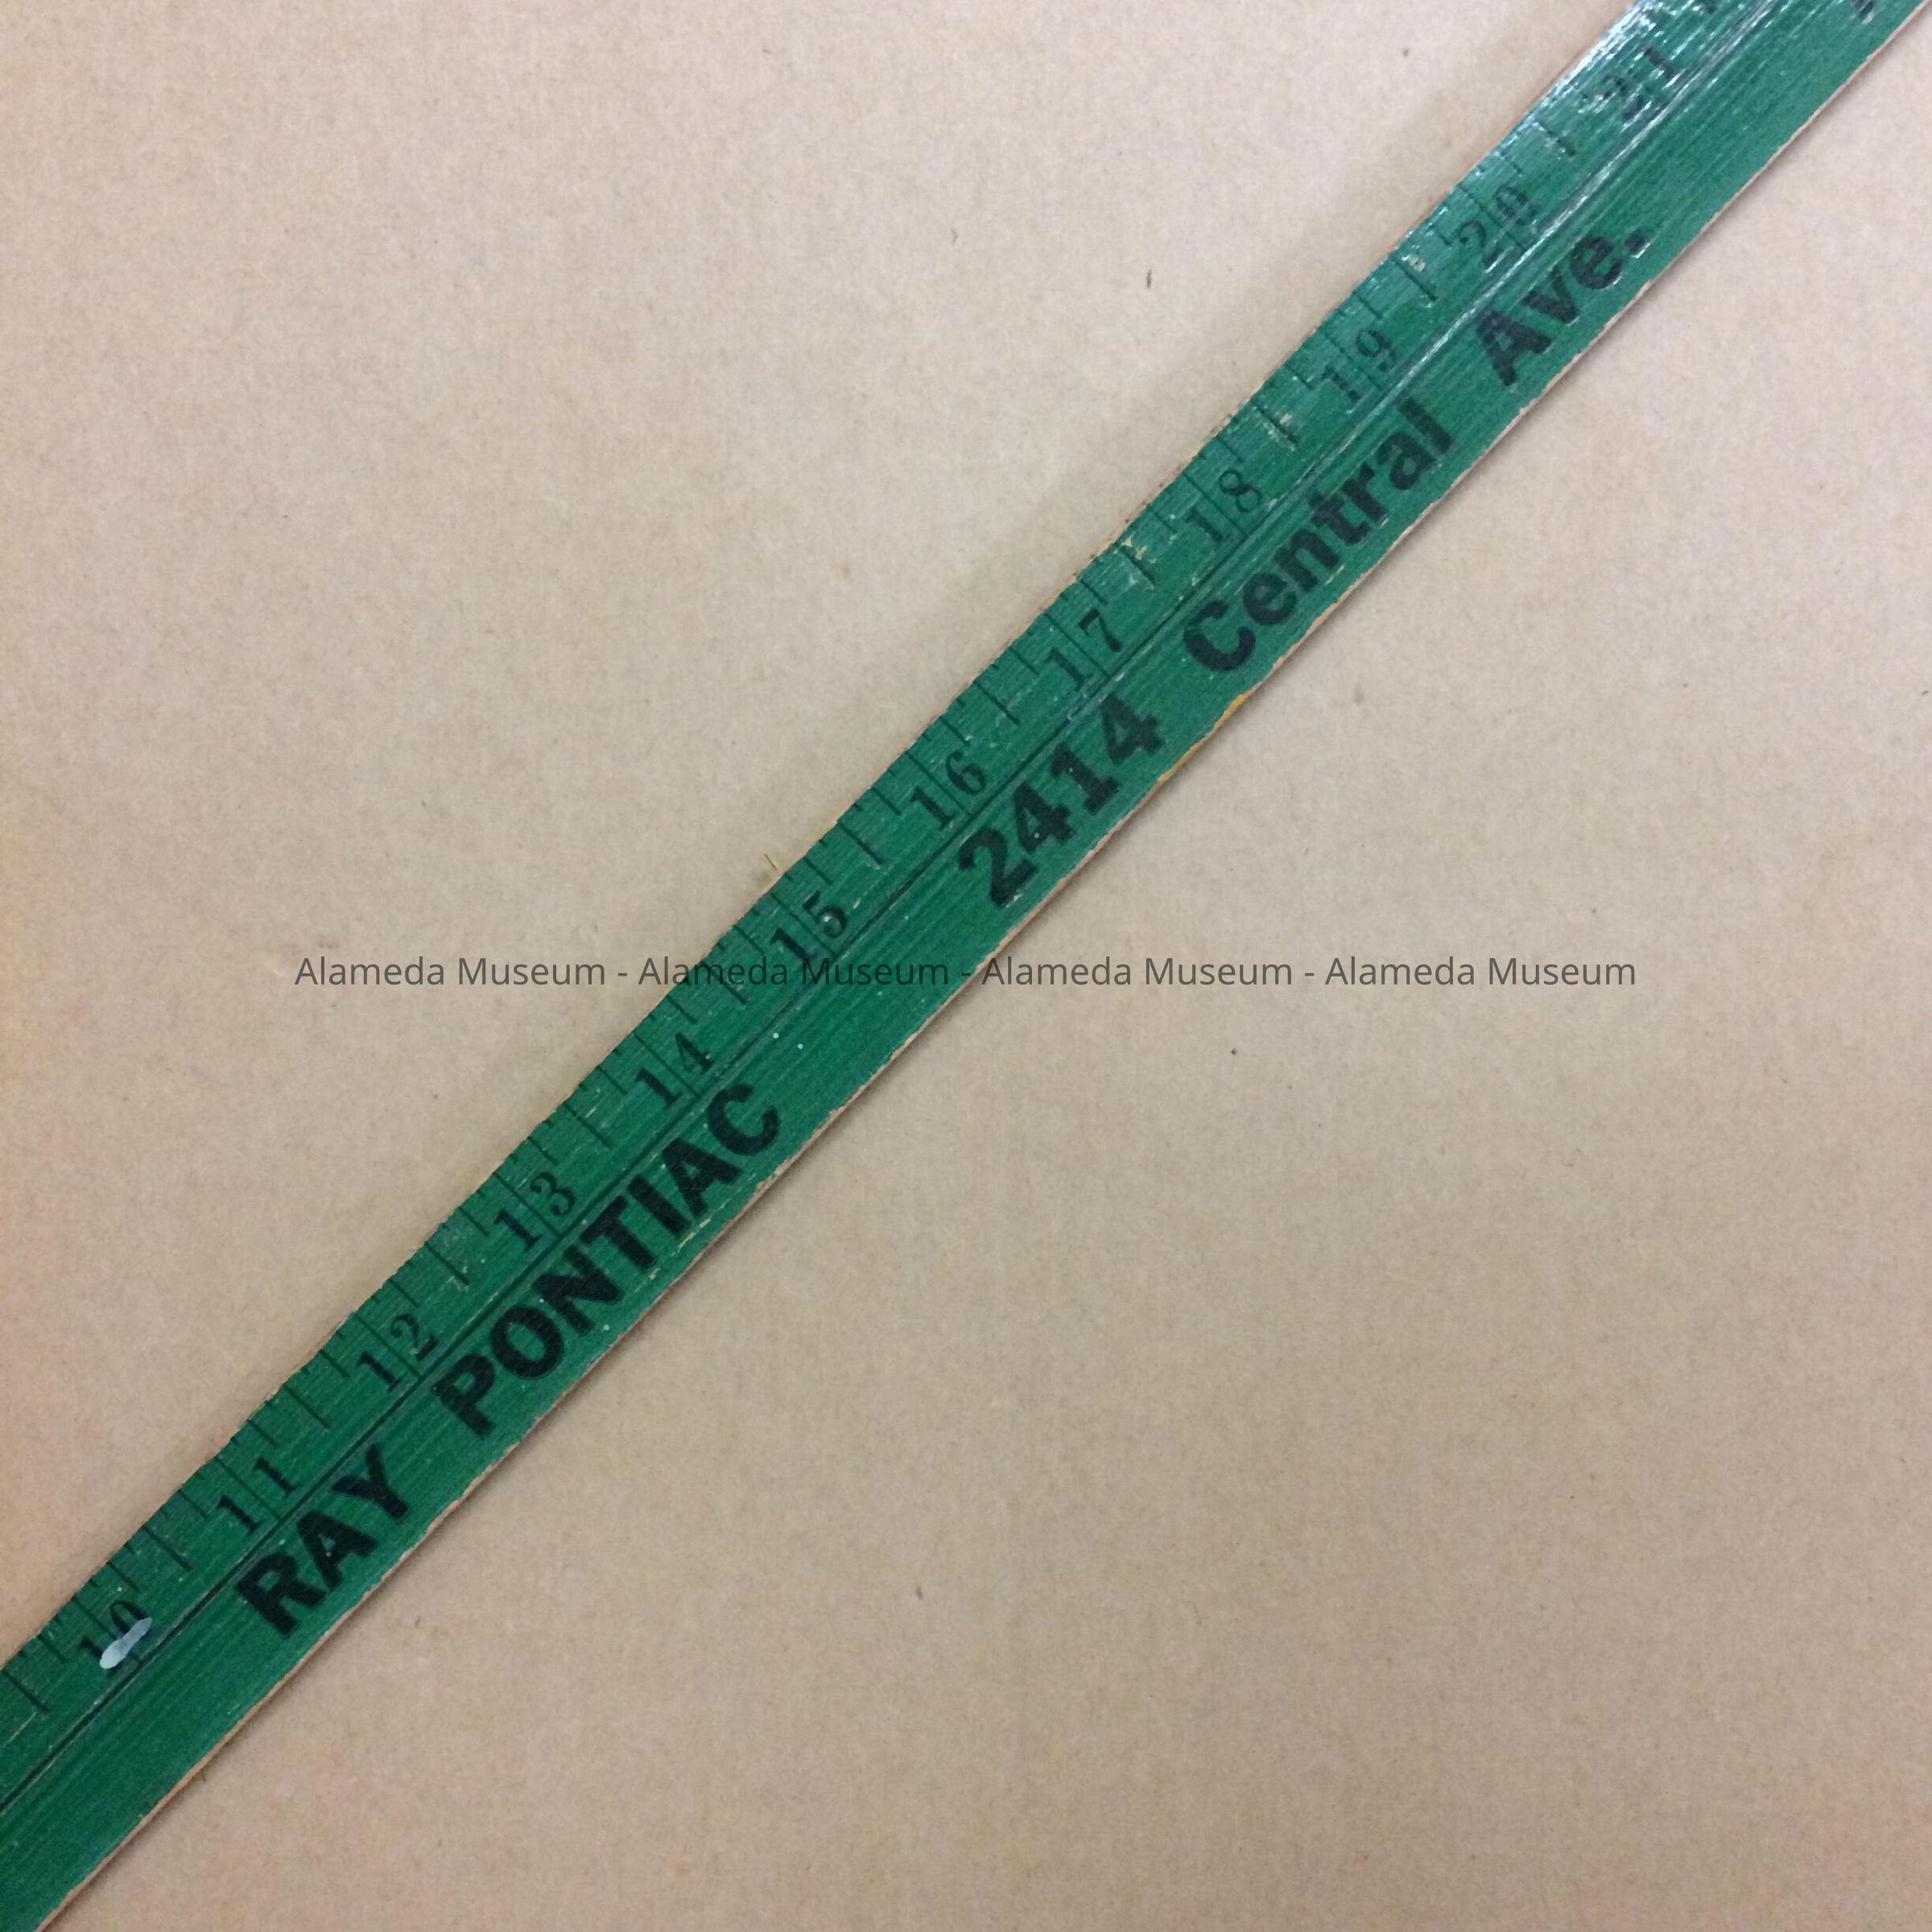 10 11 12 13 14 15 16 17 18 19 20 21
RAY PONTIAC 2414 Central Ave.
Alameda Museum - Alameda Museum - Alameda Museum - Alameda Museum